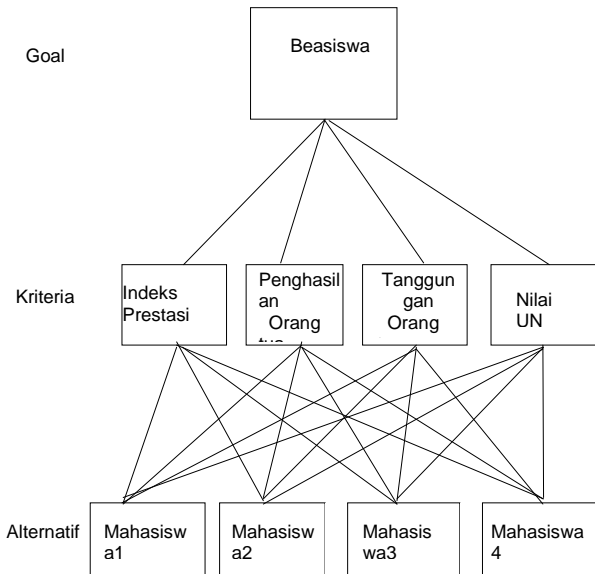 Goal
Beasiswa
Kriteria
Indeks
Prestasi
Penghasil
an
Orang
Tanggun
gan
Orang
Nilai
UN
Alternatif
Mahasisw
a1
Mahasisw
a2
Mahasis
wa3
Mahasiswa
4